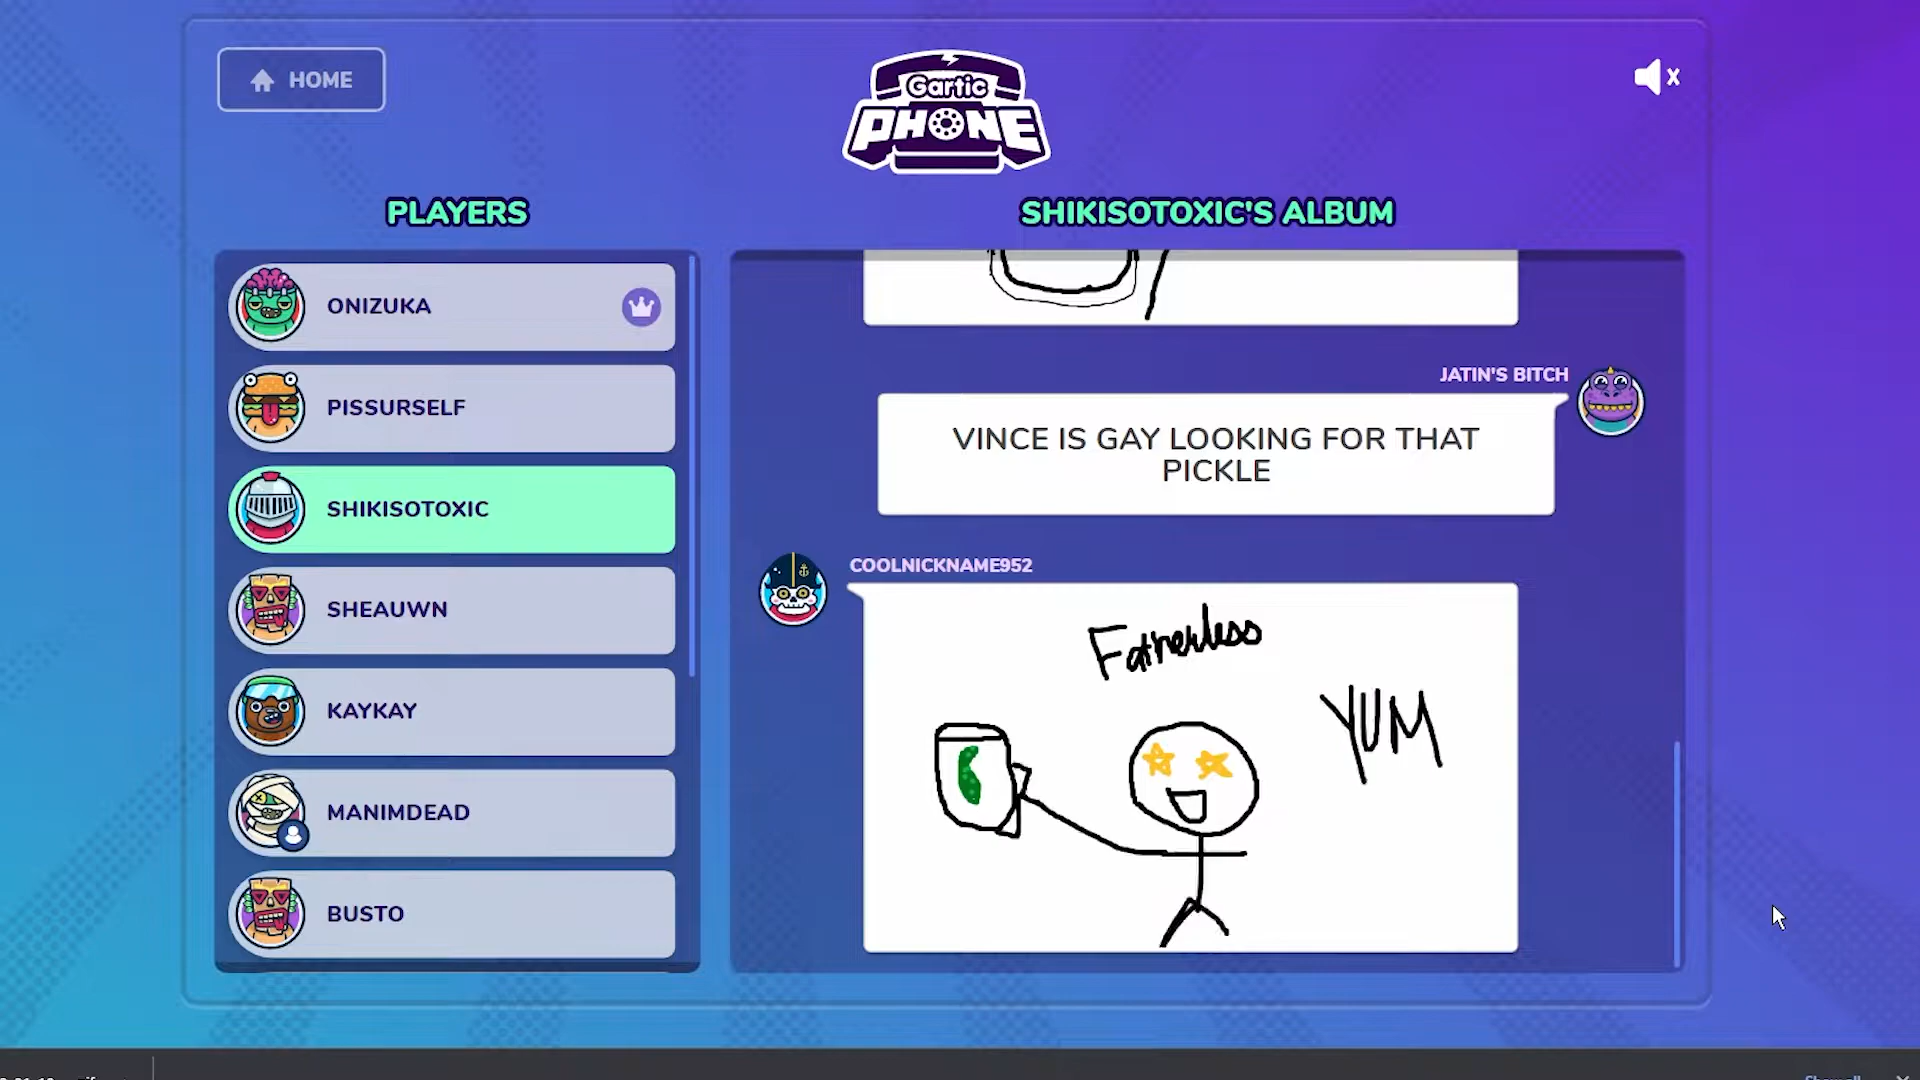 HOME
Gartic
PHONE
x
PLAYERS
SHIKISOTOXIC'S ALBUM
ONIZUKA
PISSURSELF
SHIKISOTOXIC
SHEAUWN
KAYKAY
MANIMDEAD
BUSTO
JATIN'S BITCH
VINCE IS GAY LOOKING FOR THAT
PICKLE
COOLNICKNAME952
Fatherless
YUM